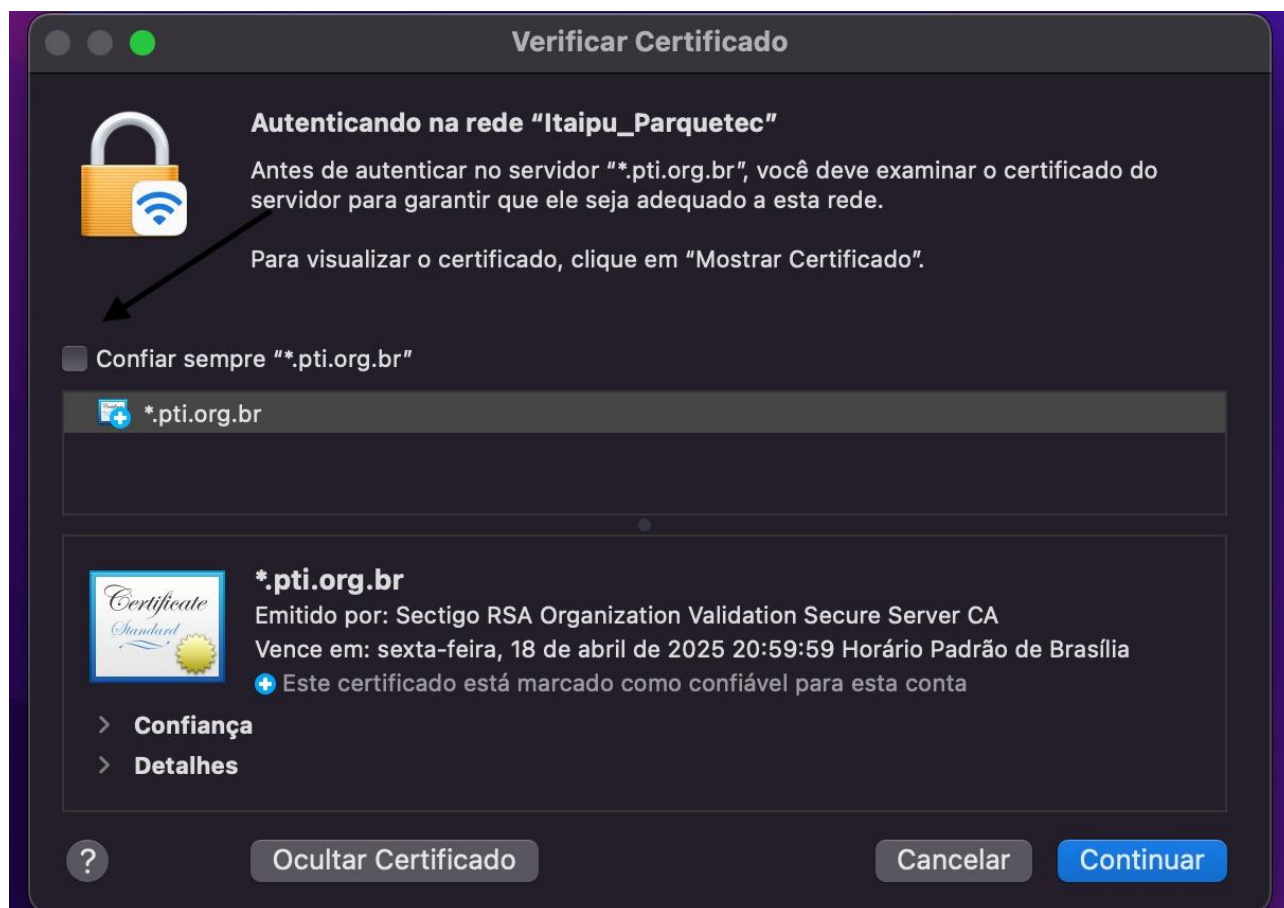 Verificar Certificado
Autenticando na rede “Itaipu_Parquetec”
Antes de autenticar no servidor “*.pti.org.br”, você deve examinar o certificado do
servidor para garantir que ele seja adequado a esta rede.
Para visualizar o certificado, clique em “Mostrar Certificado”.
Confiar sempre “*.pti.org.br”
*.pti.org.br
Certificate
Standard
*.pti.org.br
Emitido por: Sectigo RSA Organization Validation Secure Server CA
Vence em: sexta-feira, 18 de abril de 2025 20:59:59 Horário Padrão de Brasília
Este certificado está marcado como confiável para esta conta
Confiança
Detalhes
?
Ocultar Certificado
Cancelar
Continuar